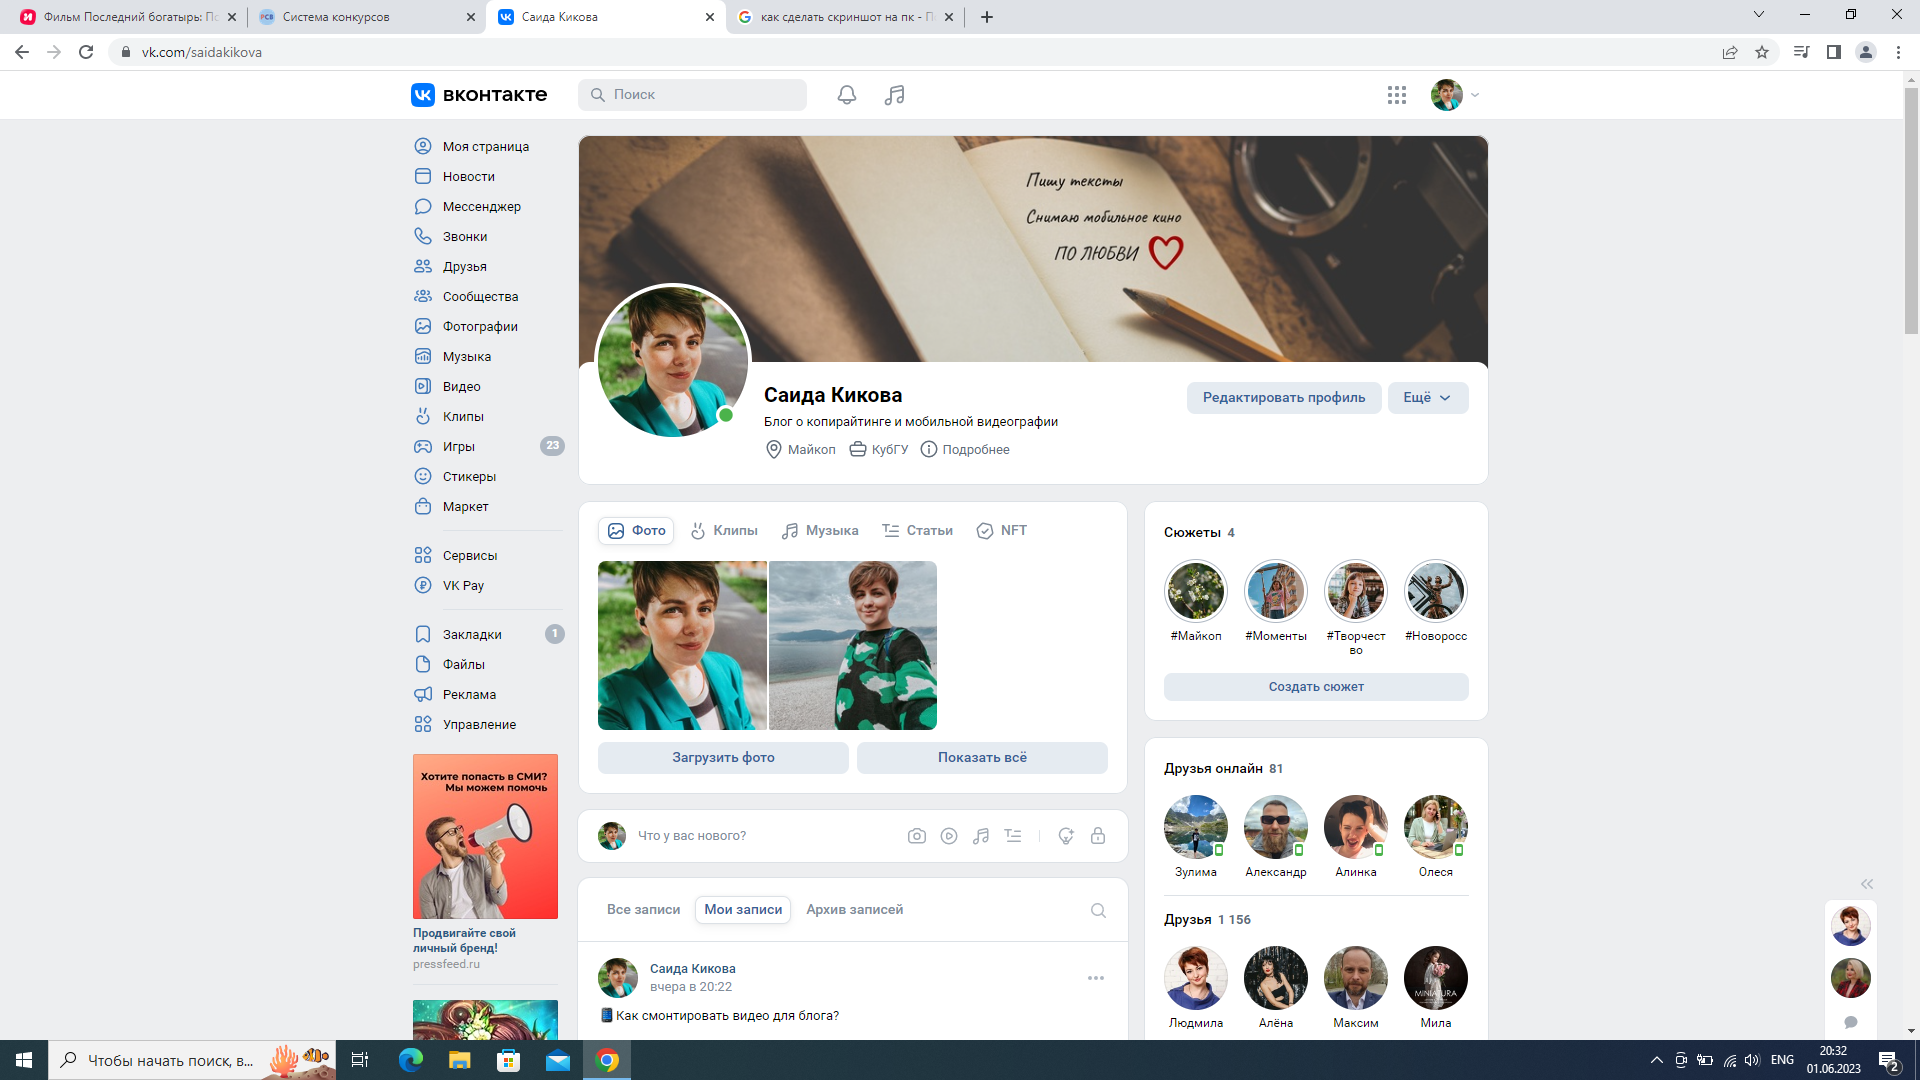 Фильм Последний богатырь: По
Система конкурсов
Саида Кикова
как сделать скриншот на пк - П
vk.com/saidakikova
вконтакте
Поиск
Моя страница
Новости
Мессенджер
Звонки
Друзья
Сообщества
Фотографии
Музыка
Видео
Клипы
Игры 23
Стикеры
Маркет
Сервисы
VK Pay
Закладки 1
Файлы
Реклама
Управление
Хотите попасть в СМИ?
Мы можем помочь
Продвигайте свой
личный бренд!
pressfeed.ru
Пишу тексты
Снимаю мобильное кино
ПО ЛЮБВИ
Саида Кикова
Блог о копирайтинге и мобильной видеографии
Майкоп КубГУ Подробнее
Редактировать профиль Ещё
Фото Клипы Музыка Статьи NFT
Загрузить фото Показать всё
Что у вас нового?
Все записи Мои записи Архив записей
Саида Кикова
вчера в 20:22
Как смонтировать видео для блога?
Сюжеты 4
#Майкоп #Моменты #Творчест
во #Новоросс
Создать сюжет
Друзья онлайн 81
Зулима Александр Алинка Олеся
Друзья 1 156
MINIATURA
Людмила Алёна Максим Мила
Чтобы начать поиск, в...
ENG
20:32
01.06.2023
2